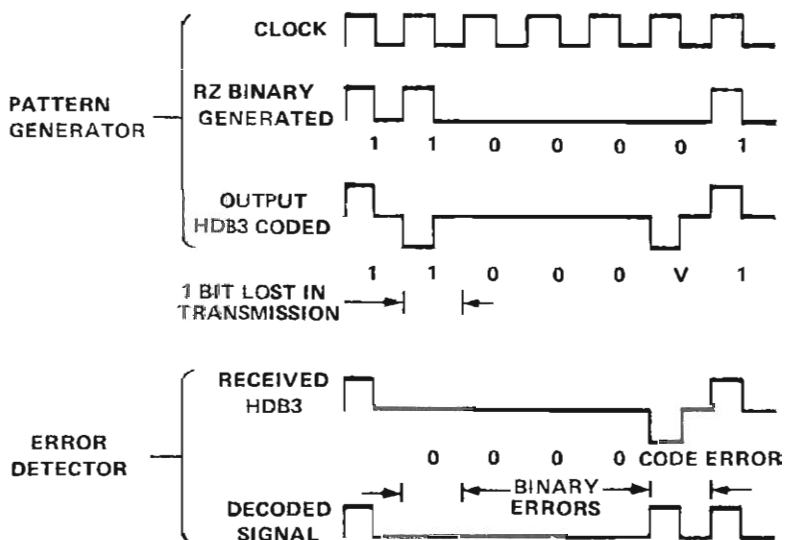 CLOCK
RZ BINARY
GENERATED
PATTERN
GENERATOR
1 1 0 0 0 0 1
OUTPUT
HDB3 CODED
1 1 0 0 0 V 1
1 BIT LOST IN
TRANSMISSION
RECEIVED
HDB3
ERROR
DETECTOR
0 0 0 0 CODE ERROR
BINARY
ERRORS
DECODED
SIGNAL